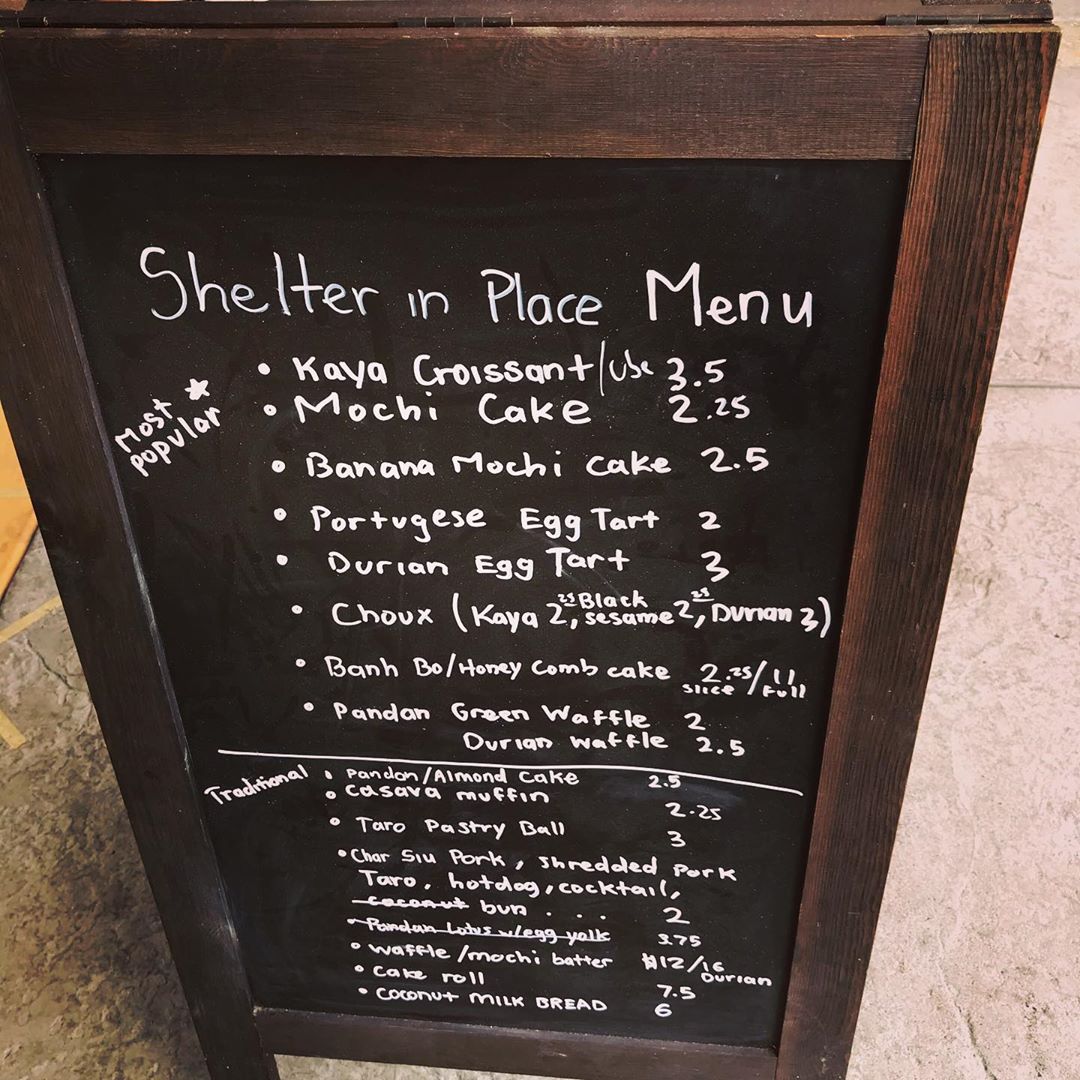 Shelter in Place Menu
• Kaya Croissant/Ube 3.5
Most popular
• Mochi Cake 2.25
• Banana Mochi cake 2.5
• Portugese Egg Tart 2
• Durian Egg Tart 3
• Choux (Kaya 2.25, Black sesame 2.25, Durian 3)
• Banh Bo/Honey Comb cake 2.25 slice / 11 Full
• Pandan Green Waffle 2
Durian waffle 2.5
Traditional
• Pandan/Almond Cake 2.5
• casava muffin 2.25
• Taro Pastry Ball 3
• Char Siu Pork, shredded pork
Taro, hotdog, cocktail,
coconut bun . . . 2
• Pandan Lotus w/egg yolk 3.75
• waffle/mochi batter $12/16 Durian
• cake roll 7.5
• coconut MILK BREAD 6